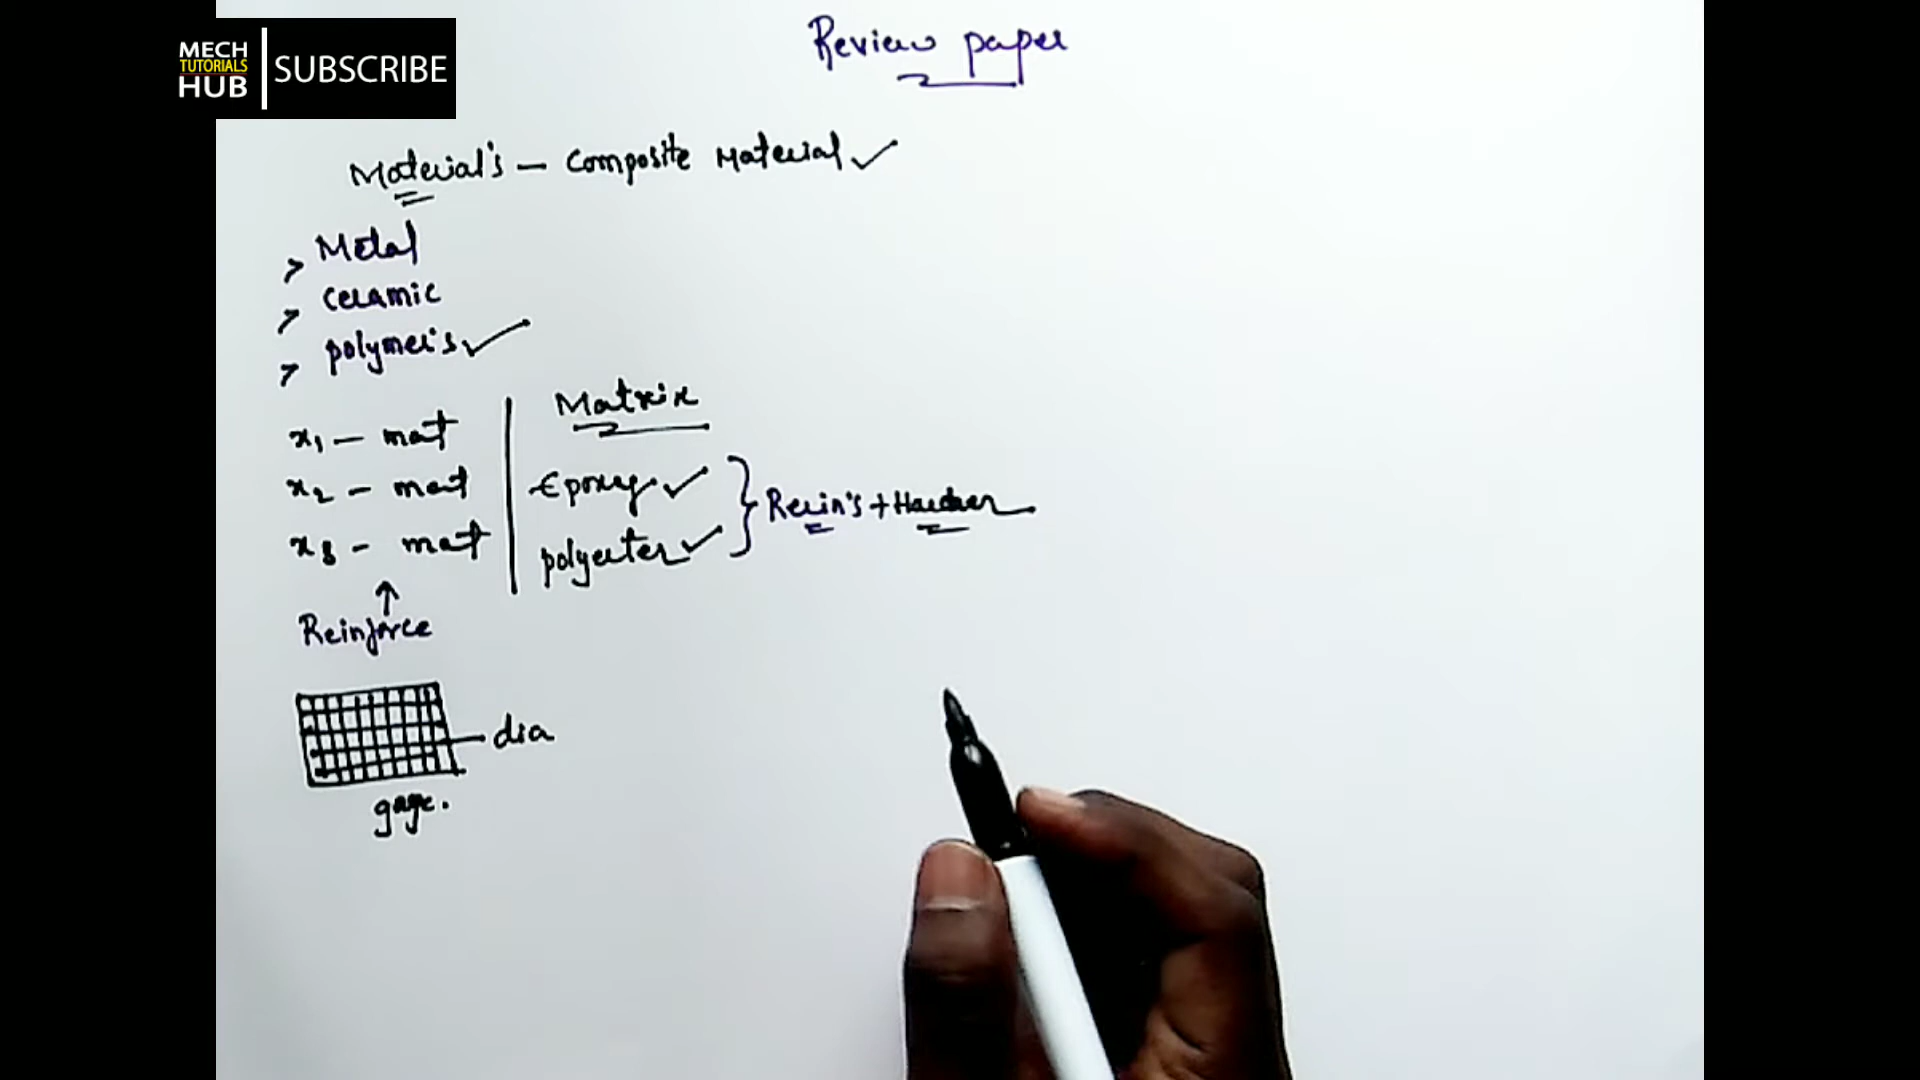 MECH
TUTORIALS
HUB
SUBSCRIBE
Review paper
Material's - Composite Material ✓
> Metal
> ceramic
> polymer's ✓
x1 - mat
x2 - mat
x3 - mat
Reinforce
Matrix
Epoxy ✓
polyester ✓
Resin's + Hardner
dia
gage.